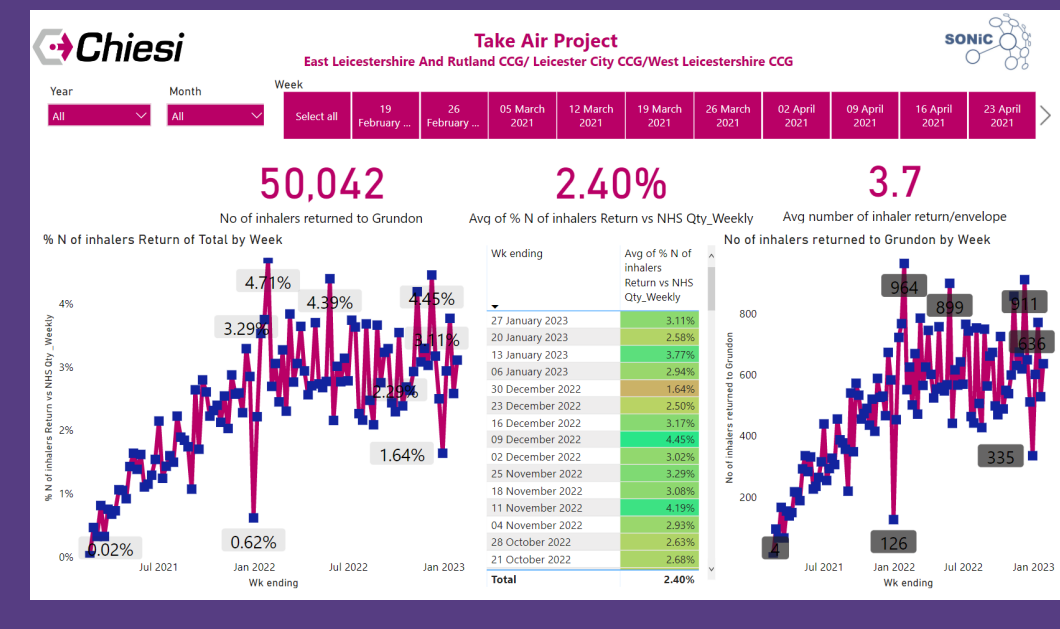 Chiesi
Take Air Project
East Leicestershire And Rutland CCG/ Leicester City CCG/West Leicestershire CCG
SONiC
Year
Month
Week
All
All
Select all
19 February ...
26 February ...
05 March 2021
12 March 2021
19 March 2021
26 March 2021
02 April 2021
09 April 2021
16 April 2021
23 April 2021
50,042
No of inhalers returned to Grundon
2.40%
Avg of % N of inhalers Return vs NHS Qty_Weekly
3.7
Avg number of inhaler return/envelope
% N of inhalers Return of Total by Week
% N of inhalers Return vs NHS Qty _Weekly
4%
3%
2%
1%
0%
4.71%
4.39%
4.45%
3.29%
3.11%
2.29%
1.64%
0.62%
0.02%
Jul 2021
Jan 2022
Jul 2022
Jan 2023
Wk ending
Wk ending
Avg of % N of
inhalers
Return vs NHS
Qty_Weekly
27 January 2023 3.11%
20 January 2023 2.58%
13 January 2023 3.77%
06 January 2023 2.94%
30 December 2022 1.64%
23 December 2022 2.50%
16 December 2022 3.17%
09 December 2022 4.45%
02 December 2022 3.02%
25 November 2022 3.29%
18 November 2022 3.08%
11 November 2022 4.19%
04 November 2022 2.93%
28 October 2022 2.63%
21 October 2022 2.68%
Total 2.40%
No of inhalers returned to Grundon by Week
No of inhalers returned to Grundon
800
600
400
200
964
899
911
636
335
126
4
Jul 2021
Jan 2022
Jul 2022
Jan 2023
Wk ending